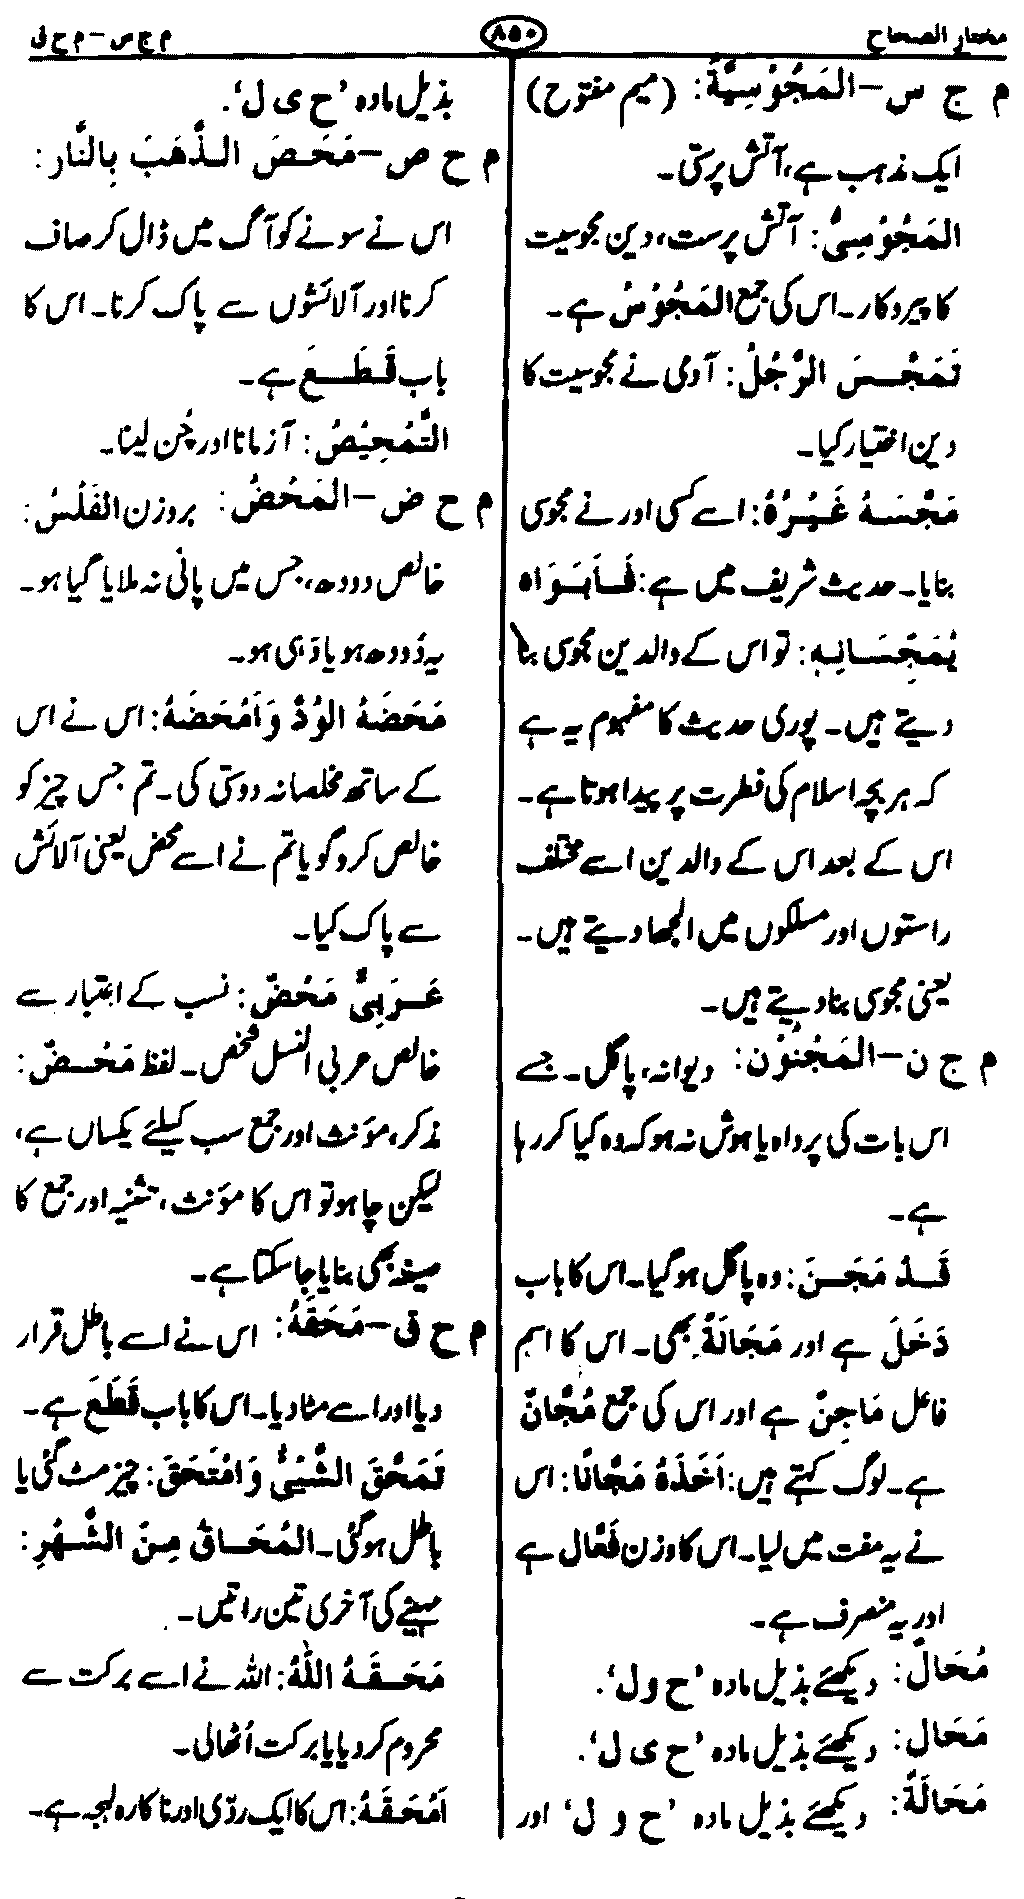 مختار الصحاح
۸۵۰
م ج س – م ح ق
م ج س – المَجُوْسِیَّةُ: (میم مفتوح)
ایک مذہب ہے، آتش پرستی۔
المَجُوْسِیُّ: آتش پرست، دین مجوسیت
کا پیروکار۔ اس کی جمع المَجُوْسُ ہے۔
تَمَجَّسَ الرَّجُلُ: آدمی نے مجوسیت کا
دین اختیار کیا۔
مَجَّسَهُ غَیْرُهُ: اسے کسی اور نے مجوسی
بنایا۔ حدیث شریف میں ہے: فَاَبَوَاه
یُمَجِّسَانِهِ: تو اس کے والدین مجوسی بنا
دیتے ہیں۔ پوری حدیث کا مفہوم یہ ہے
کہ ہر بچہ اسلام کی فطرت پر پیدا ہوتا ہے۔
اس کے بعد اس کے والدین اسے مختلف
راستوں اور مسلکوں میں الجھا دیتے ہیں۔
یعنی مجوسی بنا دیتے ہیں۔
م ج ن – المَجْنُوْن: دیوانہ، پاگل۔ جسے
اس بات کی پرواہ یا ہوش نہ ہو کہ وہ کیا کر رہا
ہے۔
قَدْ مَجَنَ: وہ پاگل ہو گیا۔ اس کا باب
دَخَلَ ہے اور مَجَانَةً بھی۔ اس کا اسم
فاعل مَاجِنٌ ہے اور اس کی جمع مُجَّانٌ
ہے۔ لوگ کہتے ہیں: اَخَذَهُ مَجَّانًا: اس
نے یہ مفت میں لیا۔ اس کا وزن فَعَّال ہے
اور یہ منصرف ہے۔
مُحَالٌ: دیکھئے بذیل مادہ ’ح و ل‘۔
مَحَال: دیکھئے بذیل مادہ ’ح ی ل‘۔
مَحَالَةٌ: دیکھئے بذیل مادہ ’ح و ل‘ اور
بذیل مادہ ’ح ی ل‘۔
م ح ص – مَحَصَ الذَّهَبَ بِالنَّار:
اس نے سونے کو آگ میں ڈال کر صاف
کرنا اور آلائشوں سے پاک کرنا۔ اس کا
باب قَطَعَ ہے۔
التَّمْحِیْصُ: آزمانا اور چُن لینا۔
م ح ض – المَحْضُ: بروزن الفَلْسُ:
خالص دودھ، جس میں پانی نہ ملایا گیا ہو۔
یہ دُودھ ہو یا دَہی ہو۔
مَحَضَهُ الوُدَّ وَاَمْحَضَهُ: اس نے اس
کے ساتھ مخلصانہ دوستی کی۔ تم جس چیز کو
خالص کرو گویا تم نے اسے محض یعنی آلائش
سے پاک کیا۔
عَرَبِیٌّ مَحْضٌ: نسب کے اعتبار سے
خالص عربی النسل شخص۔ لفظ مَحْضٌ:
مذکر، مؤنث اور جمع سب کیلئے یکساں ہے،
لیکن چاہو تو اس کا مؤنث، تثنیہ اور جمع کا
صیغہ بھی بنایا جا سکتا ہے۔
م ح ق – مَحَقَهُ: اس نے اسے باطل قرار
دیا اور اسے مٹا دیا۔ اس کا باب قَطَعَ ہے۔
تَمَحَّقَ الشَّئیُ وَامْتَحَقَ: چیز مٹ گئی یا
باطل ہو گئی۔ المُحَاقُ مِنَ الشَّهْرِ:
مہینے کی آخری تین راتیں۔
مَحَقَهُ اللّٰهُ: اللہ نے اسے برکت سے
محروم کر دیا یا برکت اُٹھالی۔
اَمْحَقَهُ: اس کا ایک ردّی اور ناکارہ لہجہ ہے۔